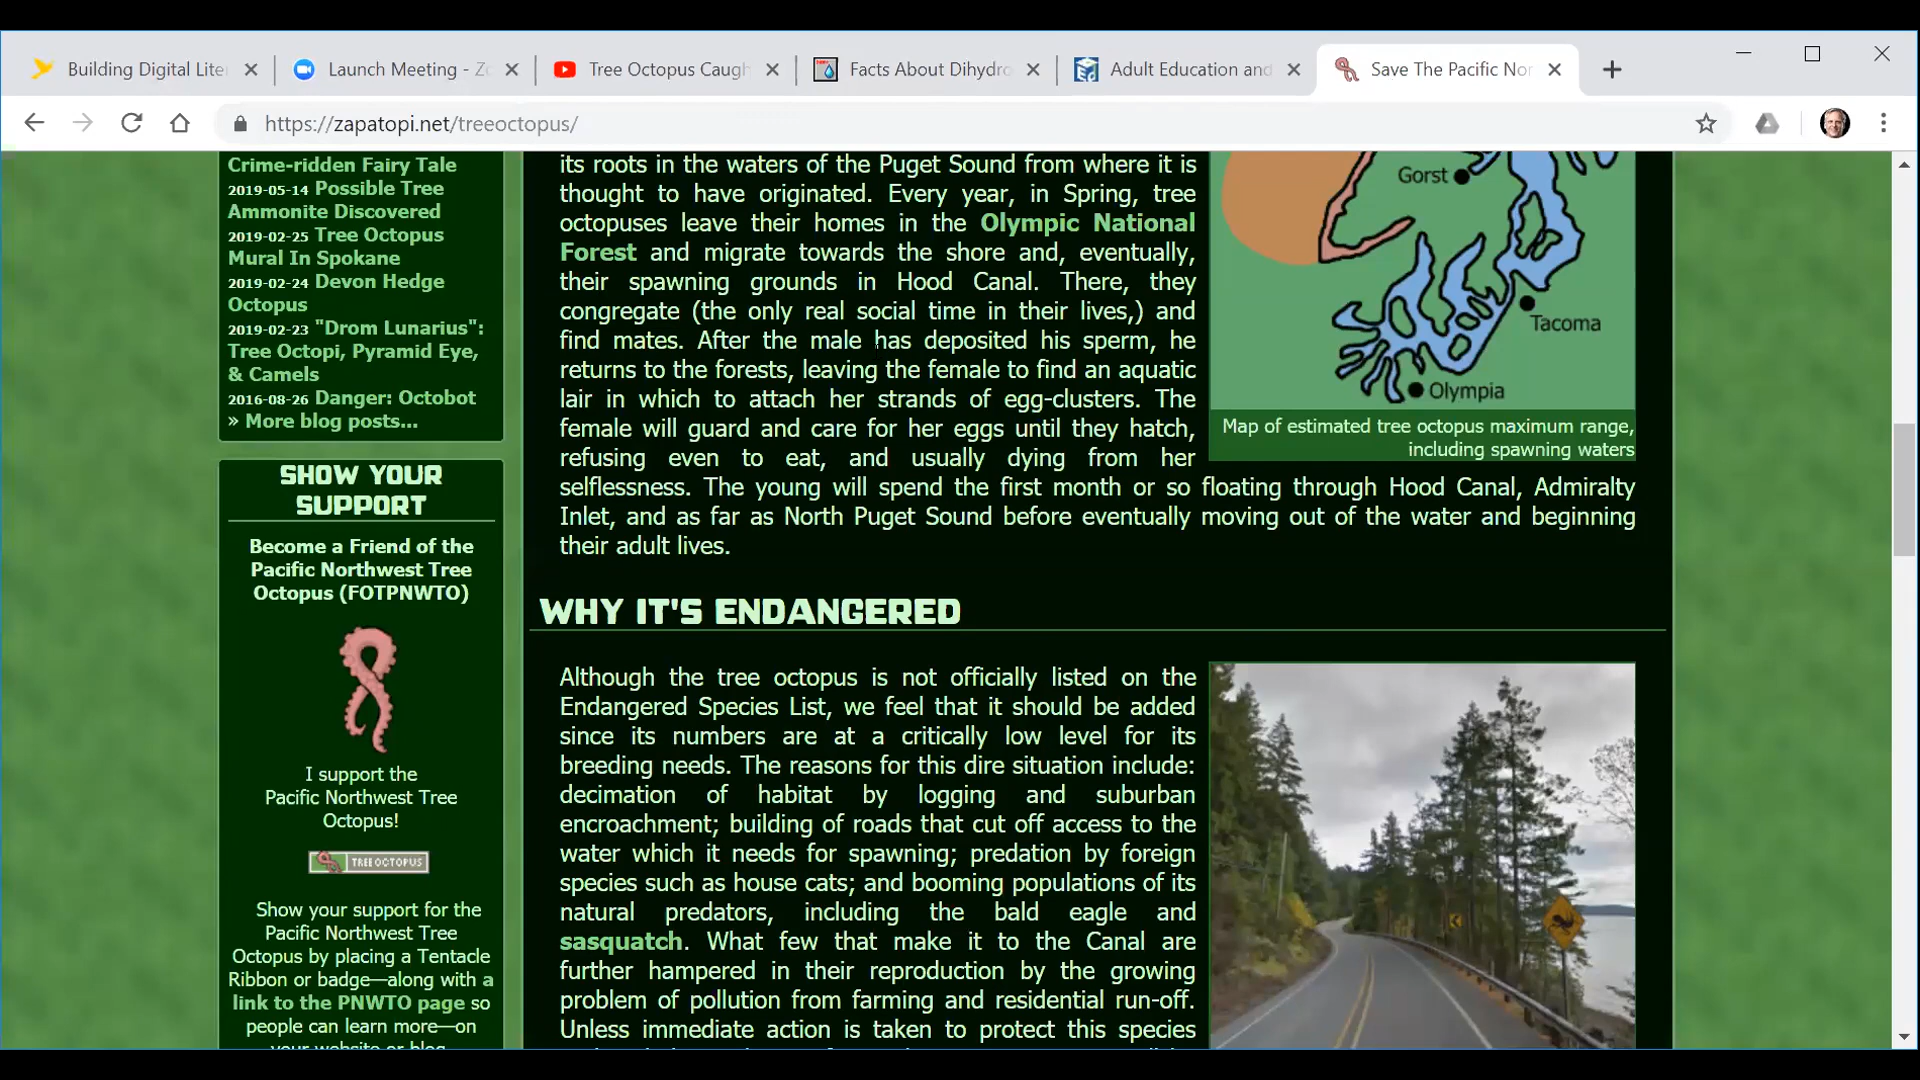 Building Digital Lite
Launch Meeting - Zo
Tree Octopus Caugh
Facts About Dihydro
Adult Education and
Save The Pacific Nor
https://zapatopi.net/treeoctopus/
Crime-ridden Fairy Tale
2019-05-14 Possible Tree
Ammonite Discovered
2019-02-25 Tree Octopus
Mural In Spokane
2019-02-24 Devon Hedge
Octopus
2019-02-23 "Drom Lunarius":
Tree Octopi, Pyramid Eye,
& Camels
2016-08-26 Danger: Octobot
» More blog posts...
SHOW YOUR
SUPPORT
Become a Friend of the
Pacific Northwest Tree
Octopus (FOTPNWTO)
I support the
Pacific Northwest Tree
Octopus!
TREE OCTOPUS
Show your support for the
Pacific Northwest Tree
Octopus by placing a Tentacle
Ribbon or badge—along with a
link to the PNWTO page so
people can learn more—on
your website or blog.
its roots in the waters of the Puget Sound from where it is
thought to have originated. Every year, in Spring, tree
octopuses leave their homes in the Olympic National
Forest and migrate towards the shore and, eventually,
their spawning grounds in Hood Canal. There, they
congregate (the only real social time in their lives,) and
find mates. After the male has deposited his sperm, he
returns to the forests, leaving the female to find an aquatic
lair in which to attach her strands of egg-clusters. The
female will guard and care for her eggs until they hatch,
refusing even to eat, and usually dying from her
selflessness. The young will spend the first month or so floating through Hood Canal, Admiralty
Inlet, and as far as North Puget Sound before eventually moving out of the water and beginning
their adult lives.
Gorst
Tacoma
Olympia
Map of estimated tree octopus maximum range,
including spawning waters
WHY IT'S ENDANGERED
Although the tree octopus is not officially listed on the
Endangered Species List, we feel that it should be added
since its numbers are at a critically low level for its
breeding needs. The reasons for this dire situation include:
decimation of habitat by logging and suburban
encroachment; building of roads that cut off access to the
water which it needs for spawning; predation by foreign
species such as house cats; and booming populations of its
natural predators, including the bald eagle and
sasquatch. What few that make it to the Canal are
further hampered in their reproduction by the growing
problem of pollution from farming and residential run-off.
Unless immediate action is taken to protect this species